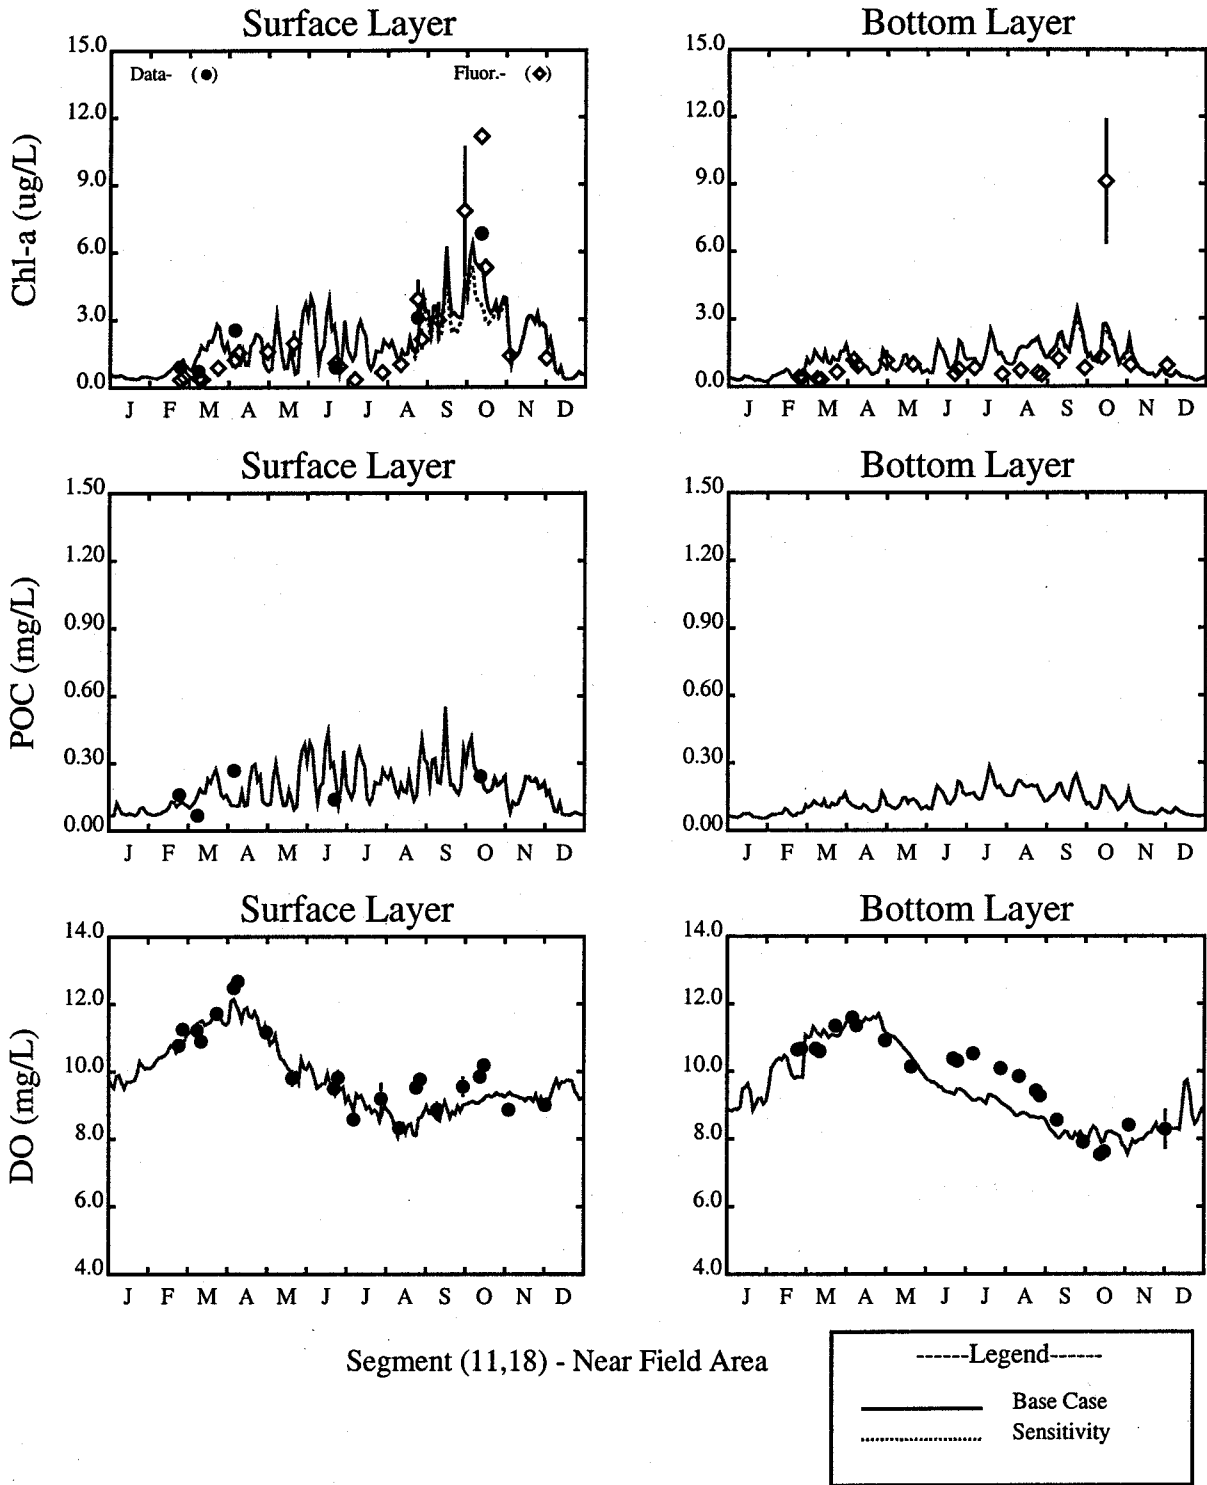 Surface Layer
Bottom Layer
Chl-a (ug/L)
15.0
12.0
9.0
6.0
3.0
0.0
Data- (●)
Fluor.- (◇)
J F M A M J J A S O N D
15.0
12.0
9.0
6.0
3.0
0.0
J F M A M J J A S O N D
Surface Layer
Bottom Layer
POC (mg/L)
1.50
1.20
0.90
0.60
0.30
0.00
J F M A M J J A S O N D
1.50
1.20
0.90
0.60
0.30
0.00
J F M A M J J A S O N D
Surface Layer
Bottom Layer
DO (mg/L)
14.0
12.0
10.0
8.0
6.0
4.0
J F M A M J J A S O N D
14.0
12.0
10.0
8.0
6.0
4.0
J F M A M J J A S O N D
Segment (11,18) - Near Field Area
------Legend------
Base Case
Sensitivity